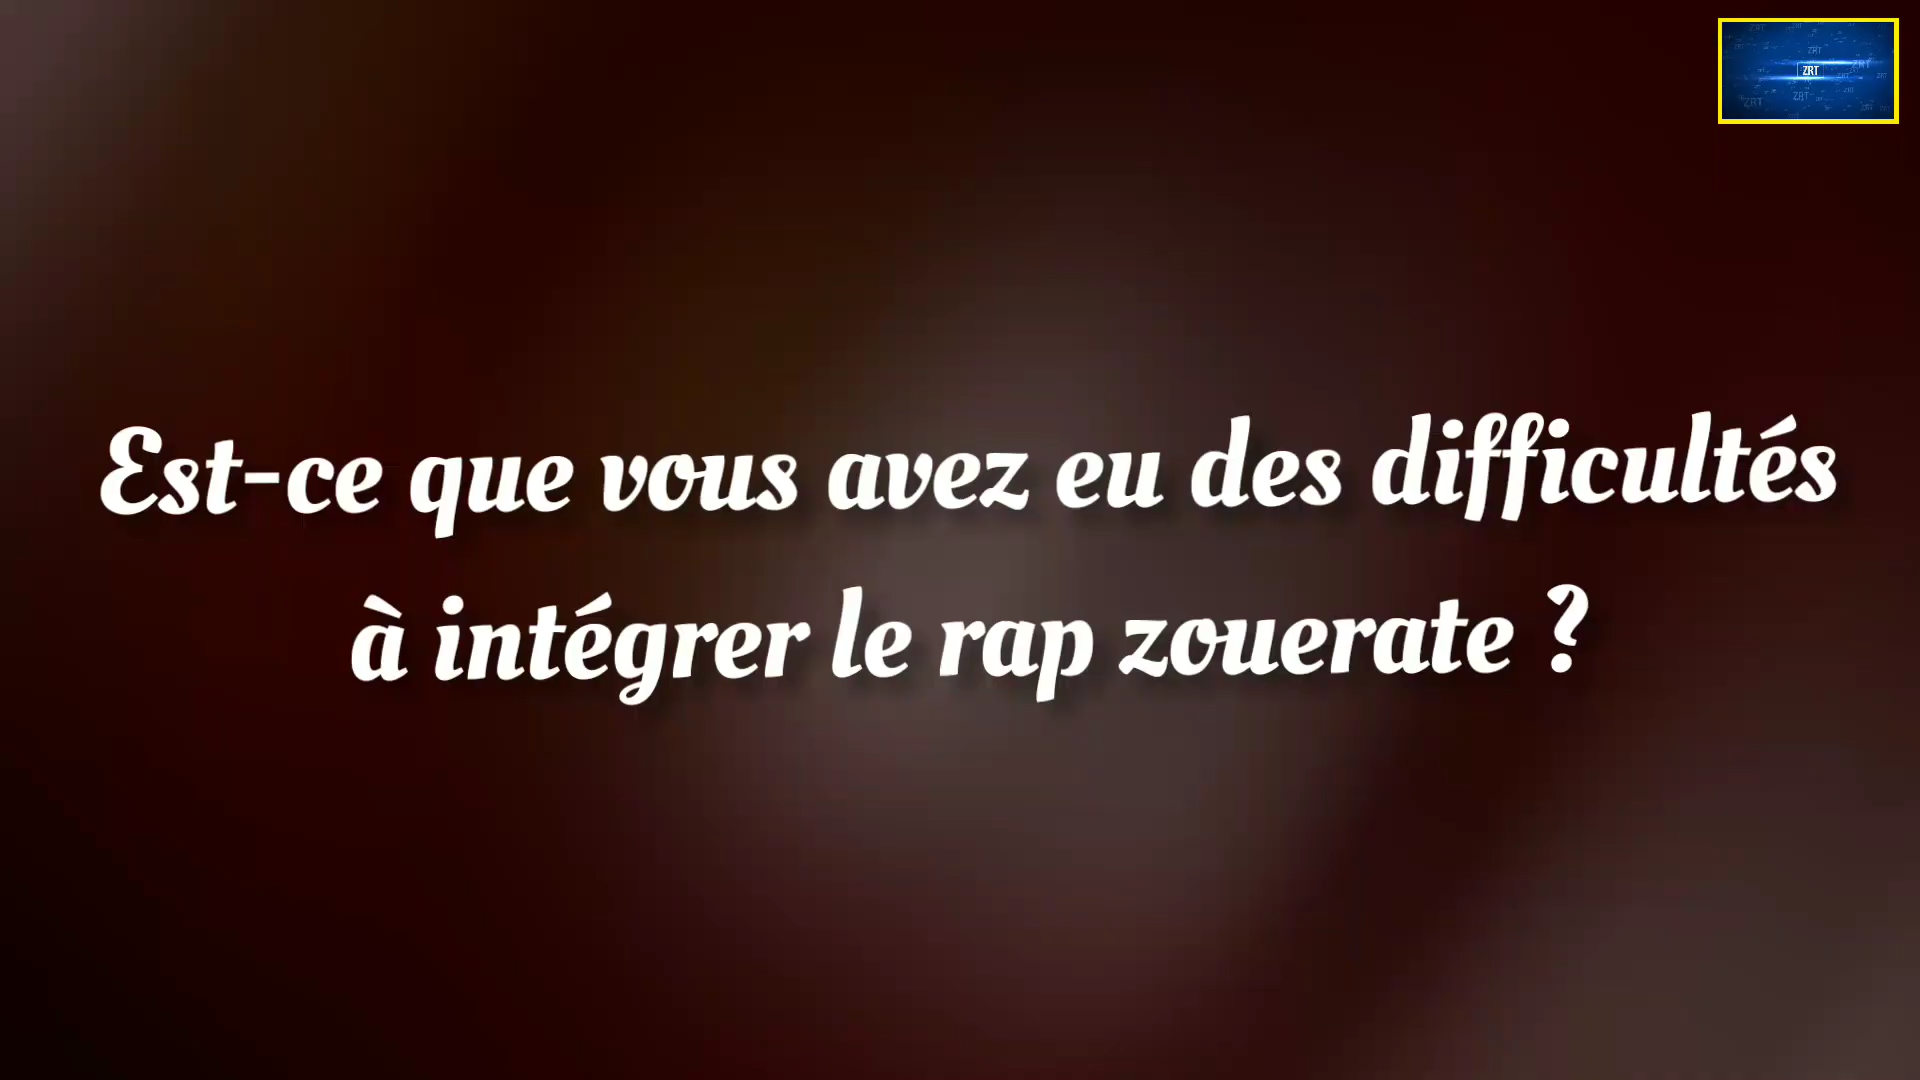 ZRT
Est-ce que vous avez eu des difficultés
à intégrer le rap zouerate ?